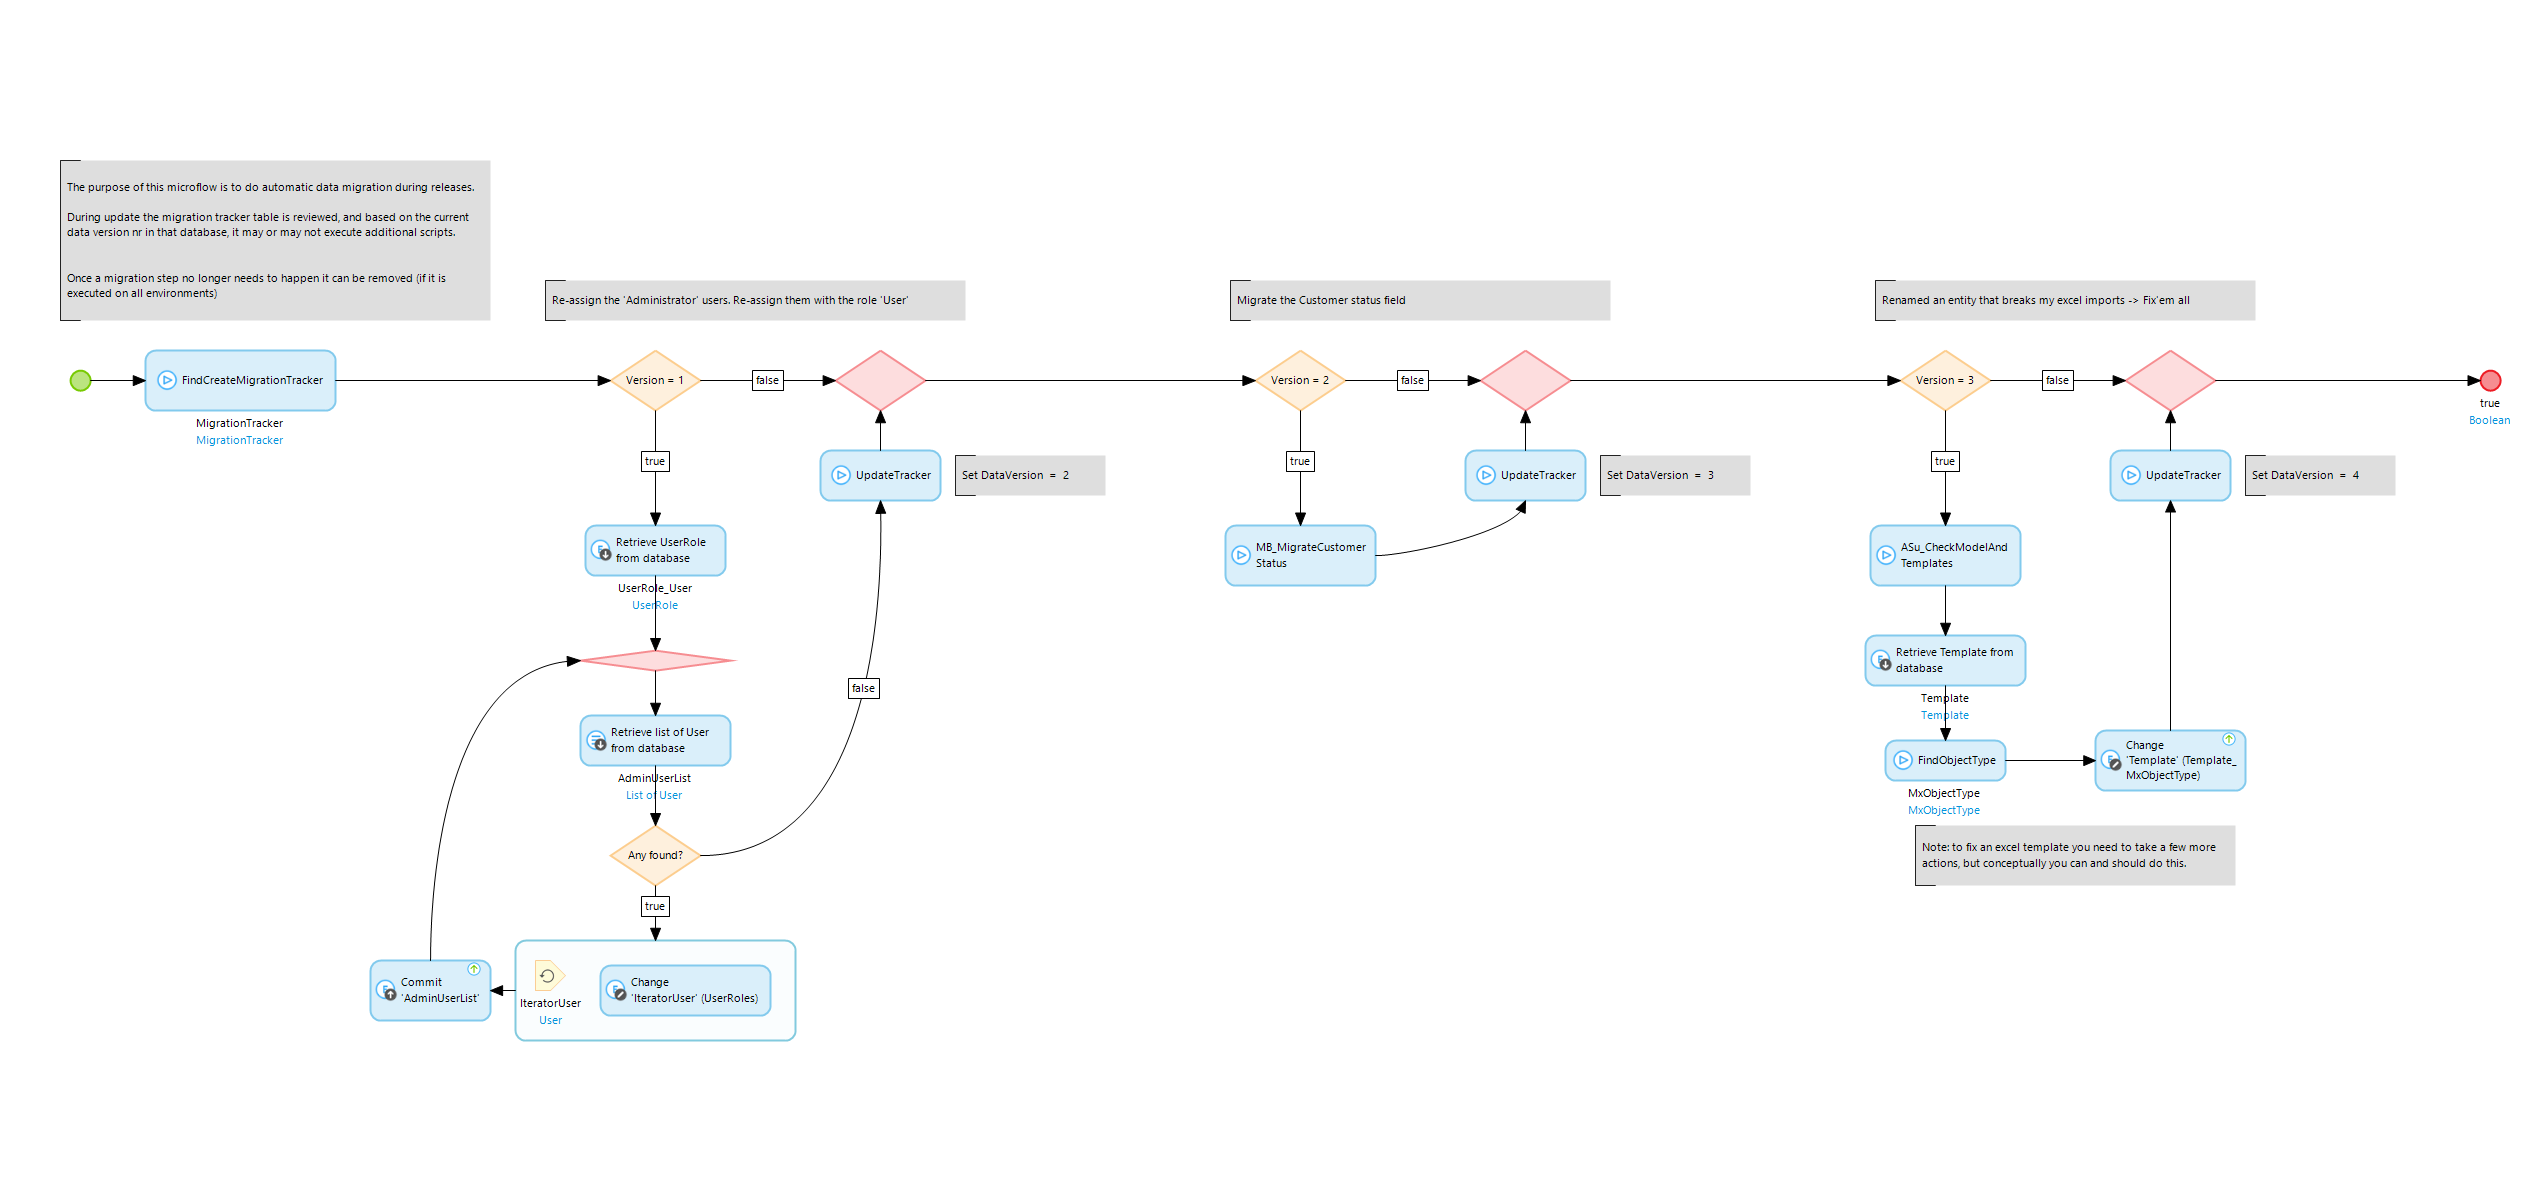 The purpose of this microflow is to do automatic data migration during releases.
During update the migration tracker table is reviewed, and based on the current
data version nr in that database, it may or may not execute additional scripts.
Once a migration step no longer needs to happen it can be removed (if it is
executed on all environments)
Re-assign the 'Administrator' users. Re-assign them with the role 'User'
Migrate the Customer status field
Renamed an entity that breaks my excel imports -> Fix'em all
FindCreateMigrationTracker
MigrationTracker
MigrationTracker
Version = 1
false
true
UpdateTracker
Set DataVersion = 2
Retrieve UserRole
from database
UserRole_User
UserRole
Retrieve list of User
from database
AdminUserList
List of User
Any found?
false
true
IteratorUser
User
Change
'IteratorUser' (UserRoles)
Commit
'AdminUserList'
Version = 2
false
true
UpdateTracker
Set DataVersion = 3
MB_MigrateCustomer
Status
Version = 3
false
true
UpdateTracker
Set DataVersion = 4
ASu_CheckModelAnd
Templates
Retrieve Template from
database
Template
Template
FindObjectType
MxObjectType
MxObjectType
Change
'Template' (Template_
MxObjectType)
Note: to fix an excel template you need to take a few more
actions, but conceptually you can and should do this.
true
Boolean